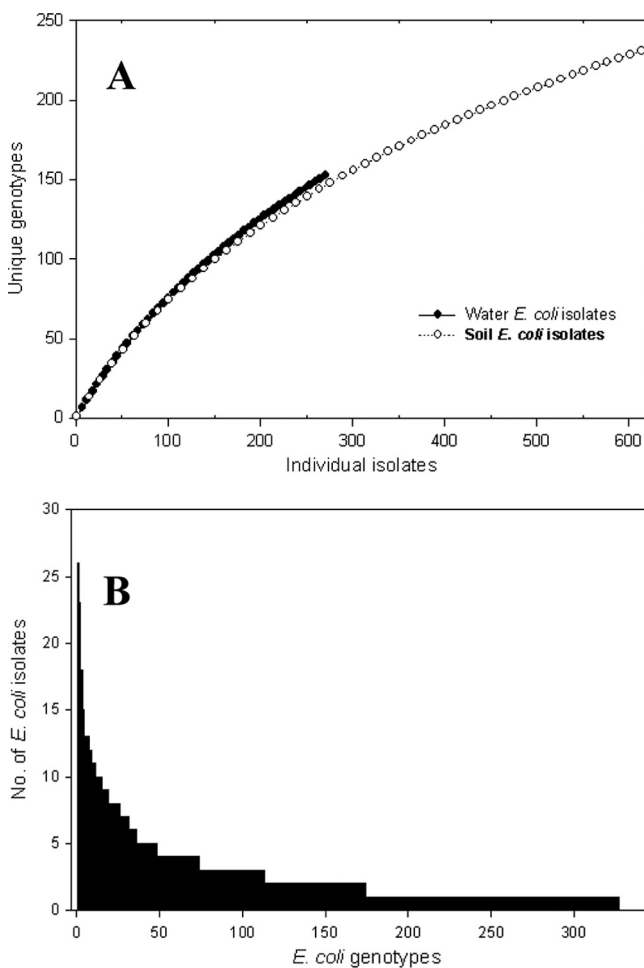 A
250
200
150
100
50
0
Unique genotypes
Water E. coli isolates
Soil E. coli isolates
0 100 200 300 400 500 600
Individual isolates
B
30
25
20
15
10
5
0
No. of E. coli isolates
0 50 100 150 200 250 300
E. coli genotypes